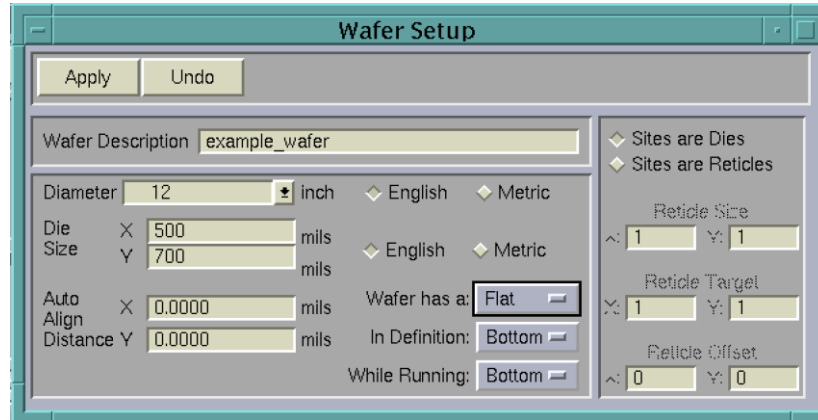 Wafer Setup
Apply Undo
Wafer Description example_wafer
Diameter 12 inch English Metric
Die Size X 500 mils
Y 700 mils
English Metric
Auto Align Distance X 0.0000 mils
Y 0.0000 mils
Wafer has a: Flat
In Definition: Bottom
While Running: Bottom
Sites are Dies
Sites are Reticles
Reticle Size
X: 1 Y: 1
Reticle Target
X: 1 Y: 1
Reticle Offset
X: 0 Y: 0